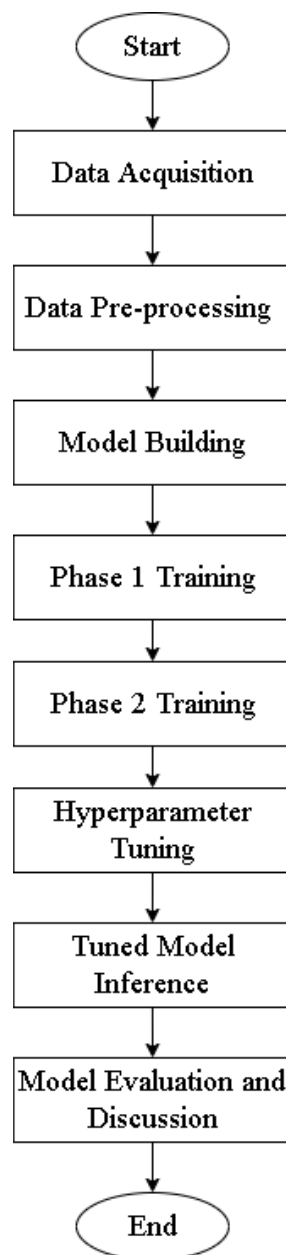 Start
Data Acquisition
Data Pre-processing
Model Building
Phase 1 Training
Phase 2 Training
Hyperparameter
Tuning
Tuned Model
Inference
Model Evaluation and
Discussion
End